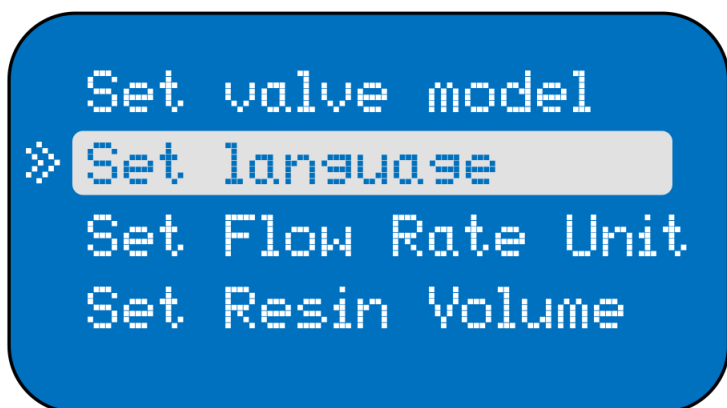 Set valve model
» Set language
Set Flow Rate Unit
Set Resin Volume